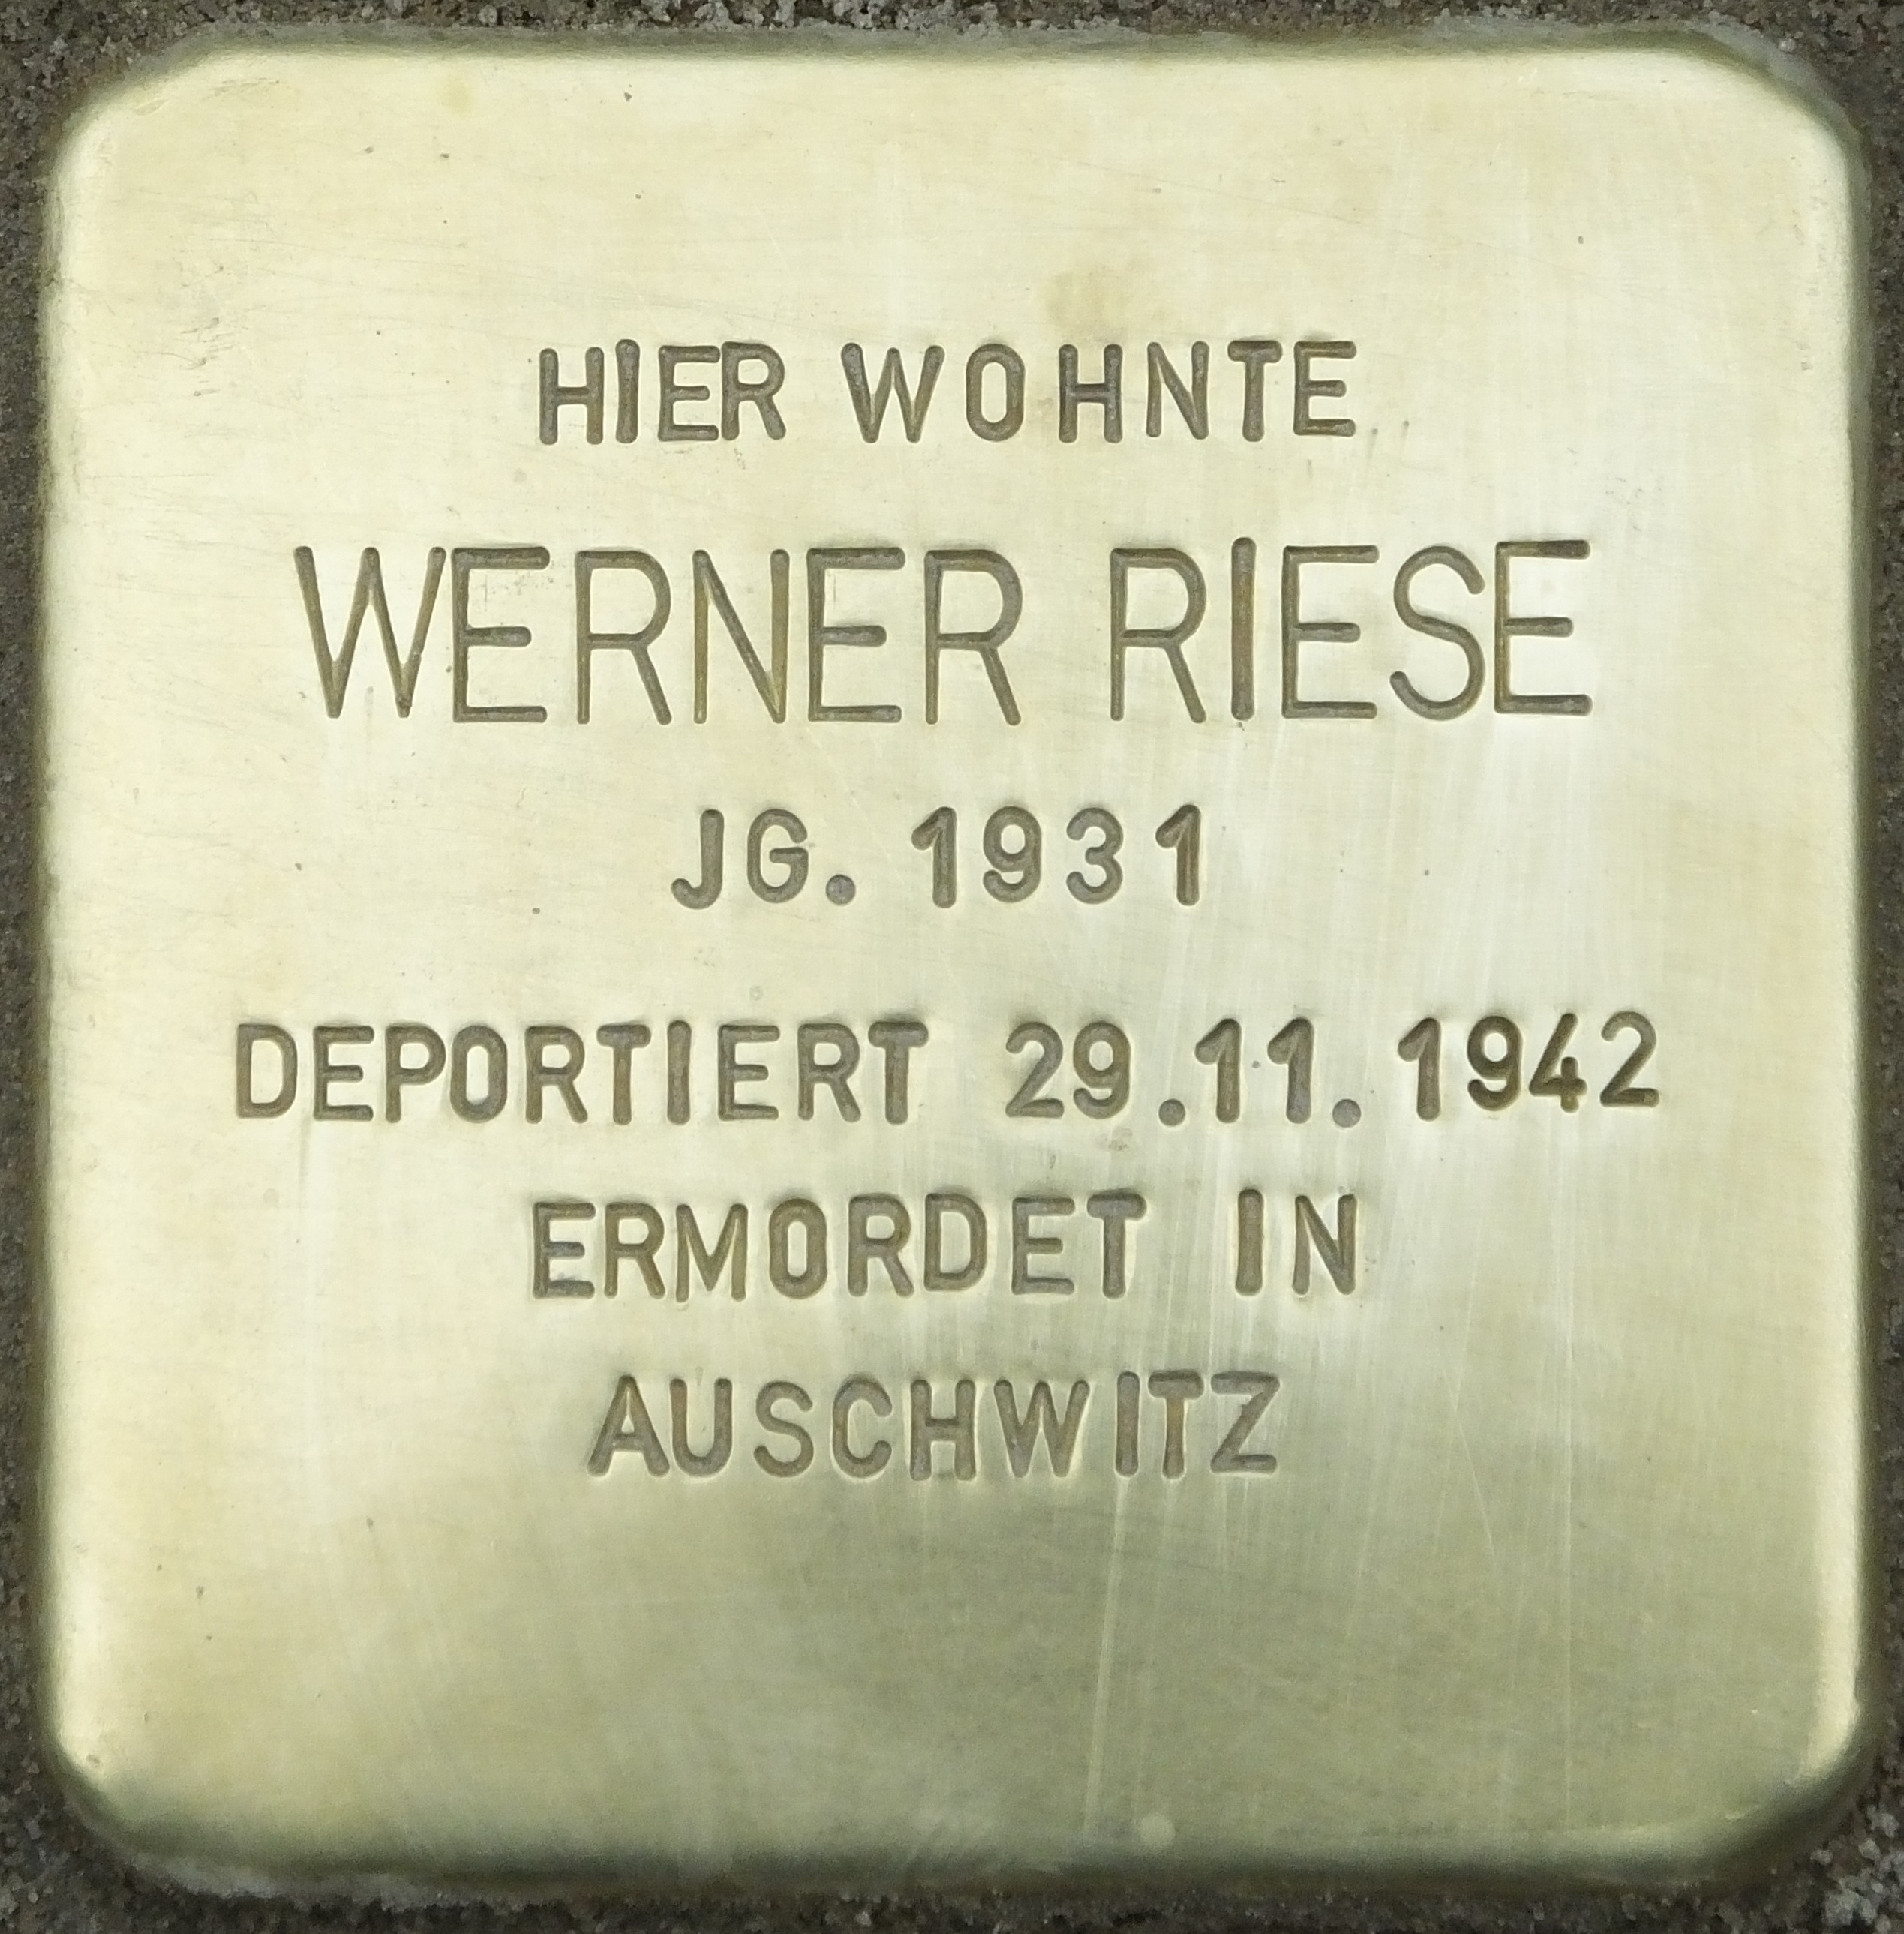 HIER WOHNTE
WERNER RIESE
JG. 1931
DEPORTIERT 29.11.1942
ERMORDET IN
AUSCHWITZ